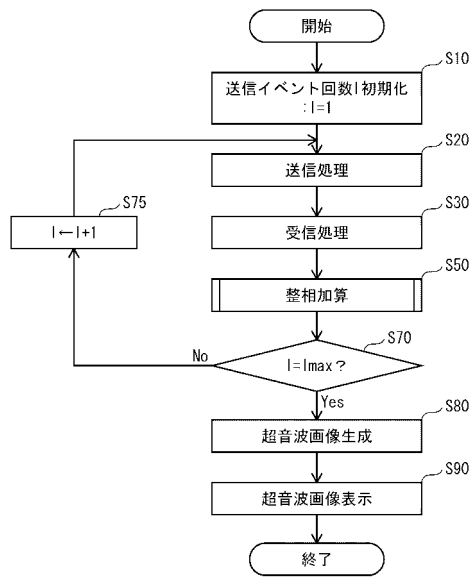 開始
S10
送信イベント回数l初期化
:l=1
S20
送信処理
S75
l←l+1
S30
受信処理
S50
整相加算
S70
No
l=lmax?
Yes
S80
超音波画像生成
S90
超音波画像表示
終了